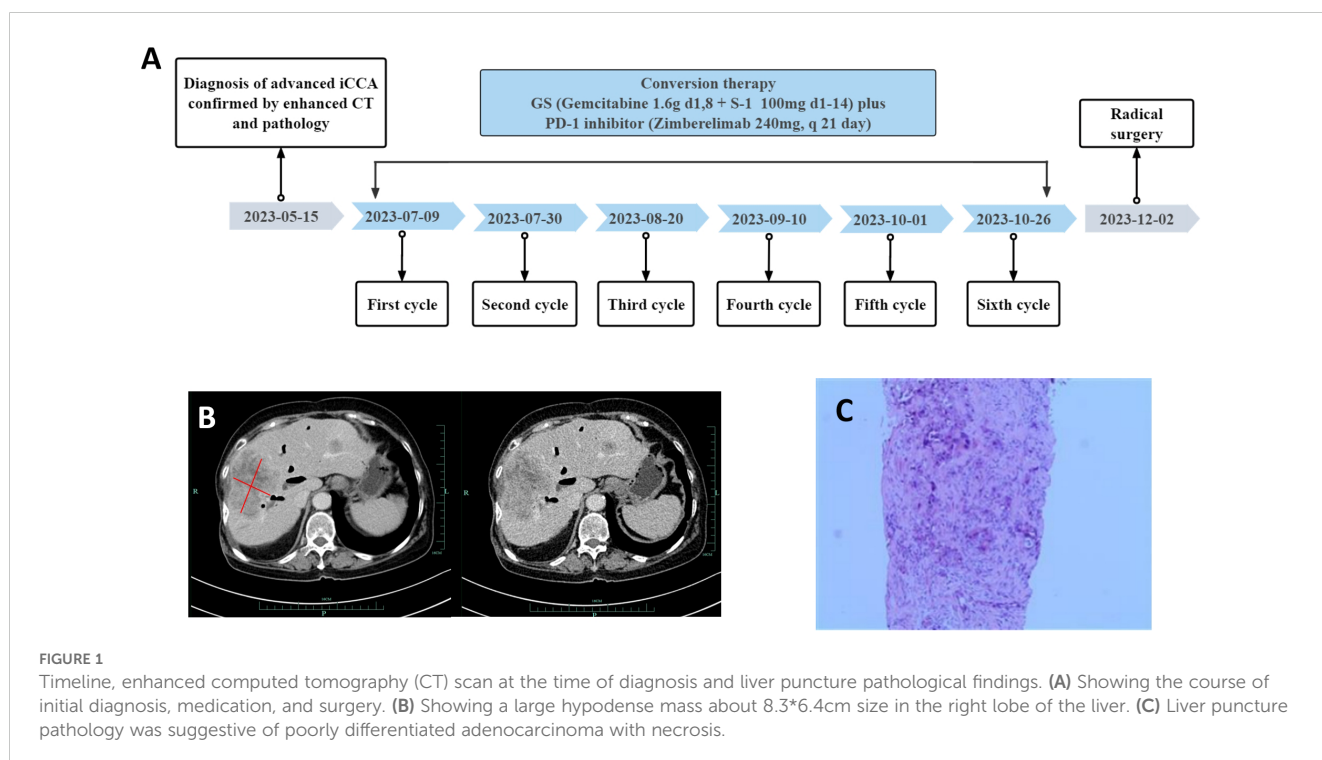 A
Diagnosis of advanced iCCA
confirmed by enhanced CT
and pathology
Conversion therapy
GS (Gemcitabine 1.6g d1,8 + S-1 100mg d1-14) plus
PD-1 inhibitor (Zimberelimab 240mg, q 21 day)
Radical
surgery
2023-05-15
2023-07-09
2023-07-30
2023-08-20
2023-09-10
2023-10-01
2023-10-26
2023-12-02
First cycle
Second cycle
Third cycle
Fourth cycle
Fifth cycle
Sixth cycle
B
R
L
P
R
L
P
C
FIGURE 1
Timeline, enhanced computed tomography (CT) scan at the time of diagnosis and liver puncture pathological findings. (A) Showing the course of
initial diagnosis, medication, and surgery. (B) Showing a large hypodense mass about 8.3*6.4cm size in the right lobe of the liver. (C) Liver puncture
pathology was suggestive of poorly differentiated adenocarcinoma with necrosis.